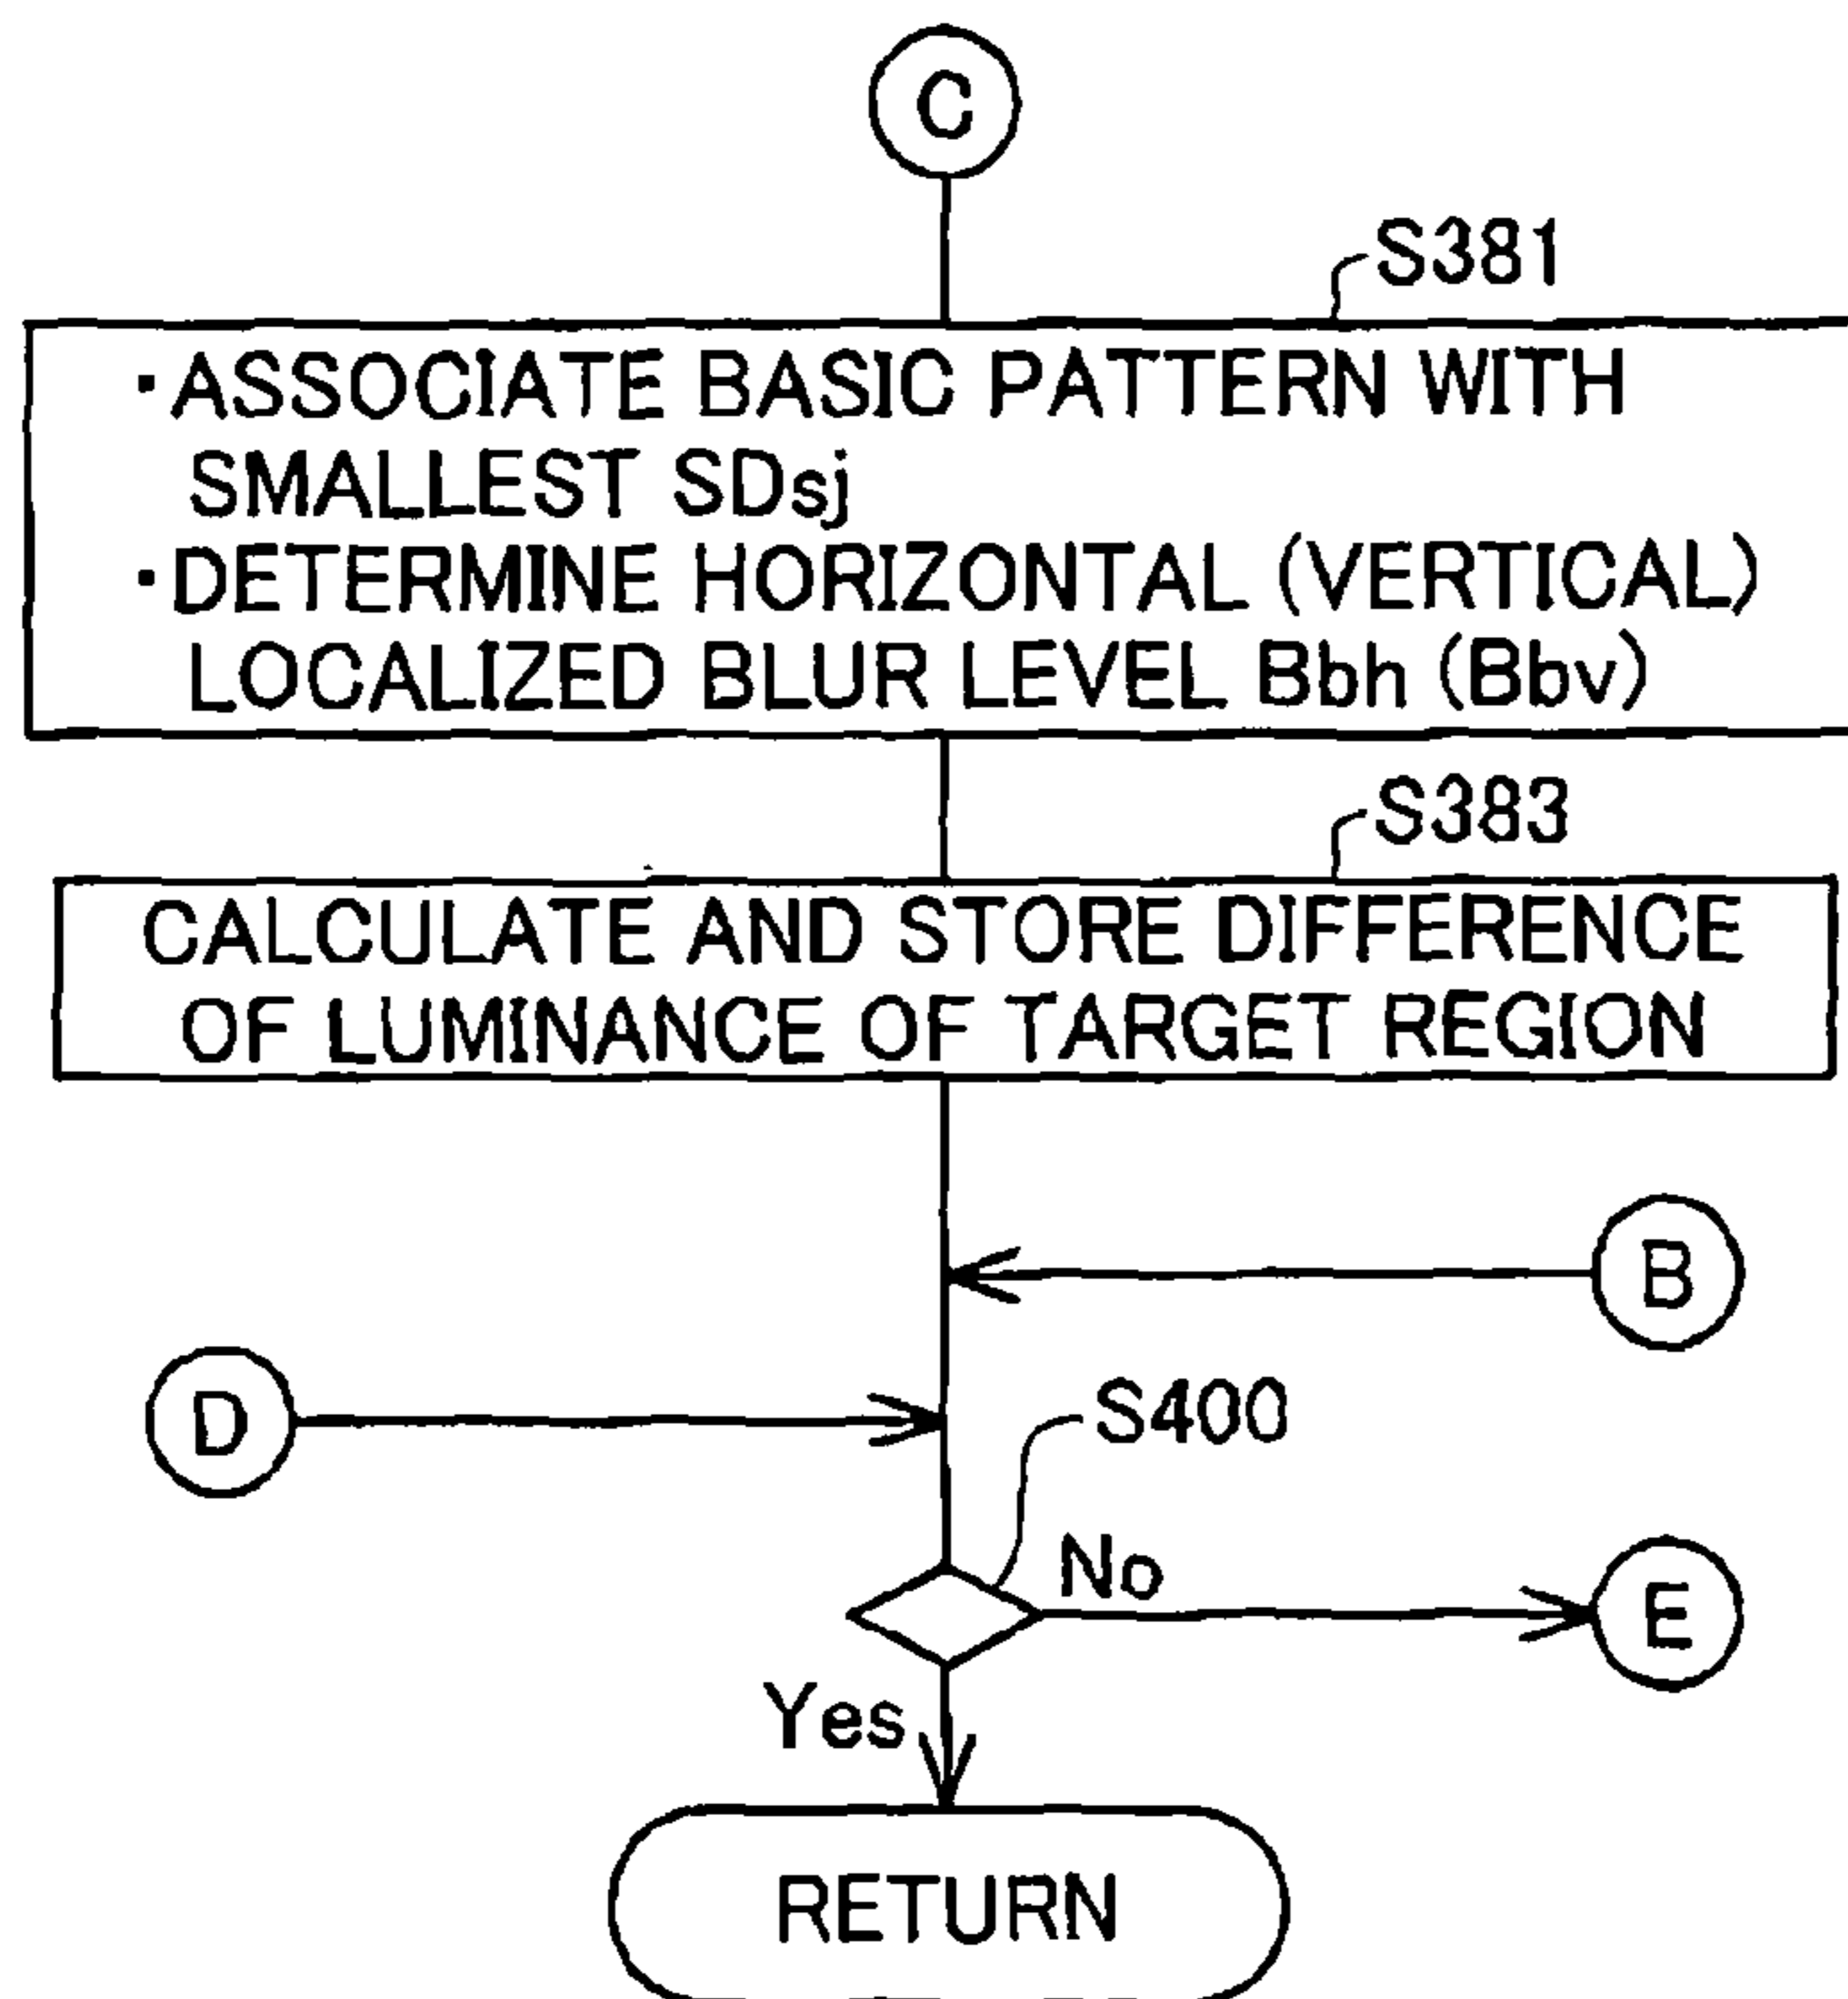 C
S381
・ASSOCIATE BASIC PATTERN WITH
SMALLEST SDsj
・DETERMINE HORIZONTAL (VERTICAL)
LOCALIZED BLUR LEVEL Bbh (Bbv)
S383
CALCULATE AND STORE DIFFERENCE
OF LUMINANCE OF TARGET REGION
B
D
S400
No
E
Yes
RETURN